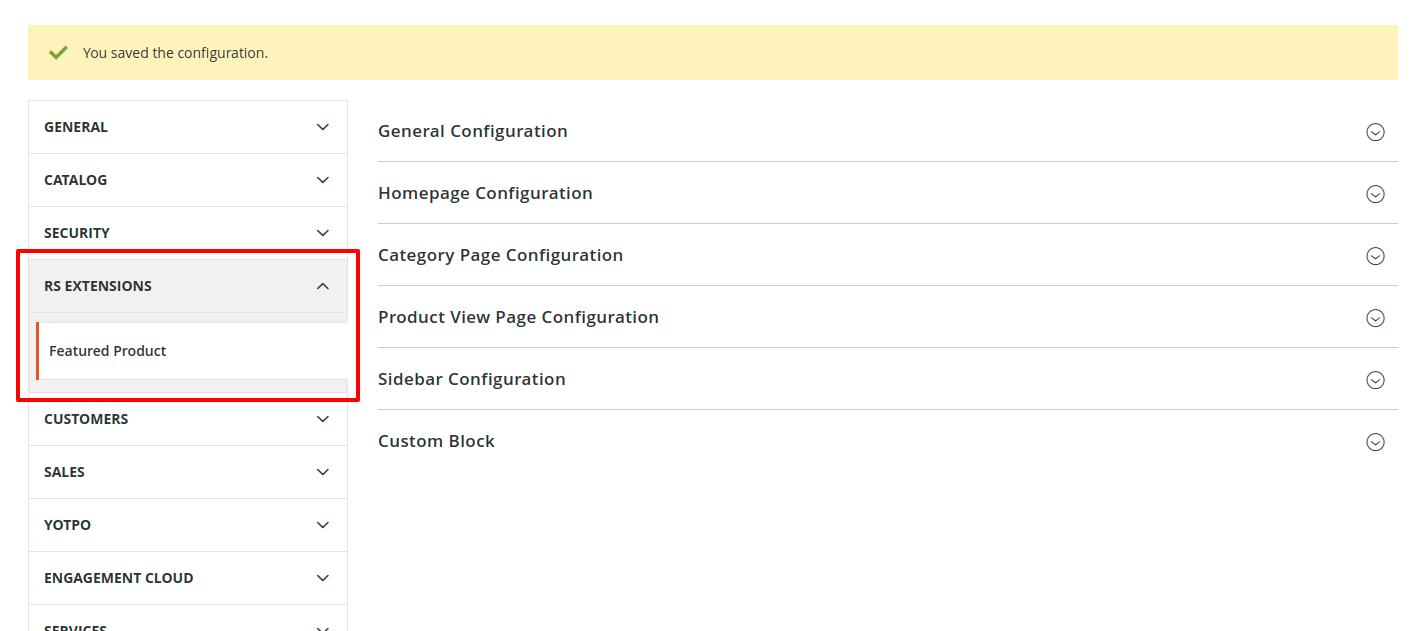 You saved the configuration.
GENERAL
CATALOG
SECURITY
RS EXTENSIONS
Featured Product
CUSTOMERS
SALES
YOTPO
ENGAGEMENT CLOUD
SERVICES
General Configuration
Homepage Configuration
Category Page Configuration
Product View Page Configuration
Sidebar Configuration
Custom Block